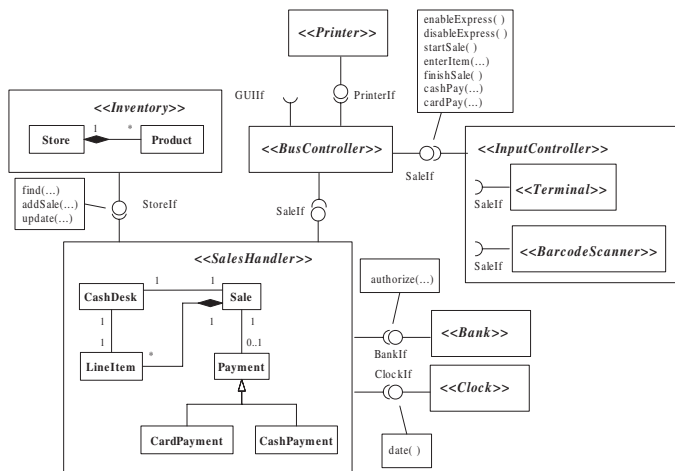 <<Printer>>
enableExpress( )
disableExpress( )
startSale( )
enterItem(...)
finishSale( )
cashPay(...)
cardPay(...)
GUIIf
PrinterIf
<<Inventory>>
Store
1
*
Product
<<BusController>>
SaleIf
<<InputController>>
<<Terminal>>
SaleIf
<<BarcodeScanner>>
SaleIf
find(...)
addSale(...)
update(...)
StoreIf
SaleIf
<<SalesHandler>>
CashDesk
1
1
Sale
1
1
1
1
*
0..1
LineItem
Payment
CardPayment
CashPayment
authorize(...)
BankIf
<<Bank>>
ClockIf
<<Clock>>
date( )